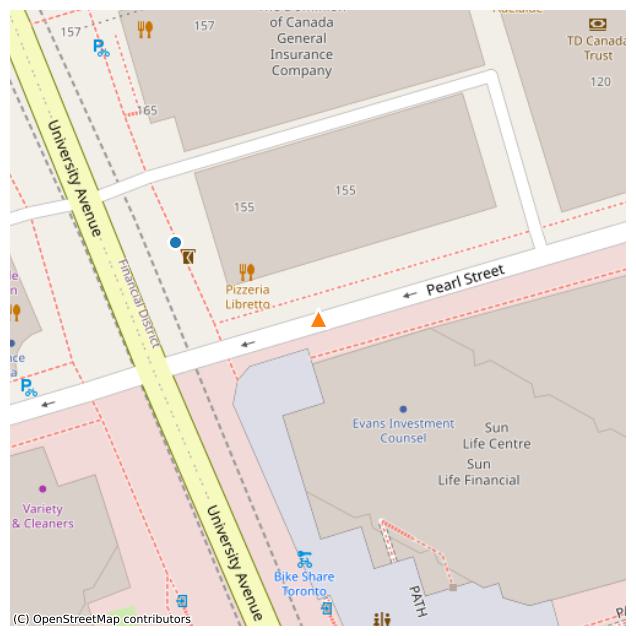 Adelaide
157
157
The Dominion
of Canada
General
Insurance
Company
TD Canada
Trust
120
165
University Avenue
155
155
Financial District
Pizzeria
Libretto
Pearl Street
Evans Investment
Counsel
Sun
Life Centre
Sun
Life Financial
Variety
& Cleaners
University Avenue
Bike Share
Toronto
PATH
(C) OpenStreetMap contributors